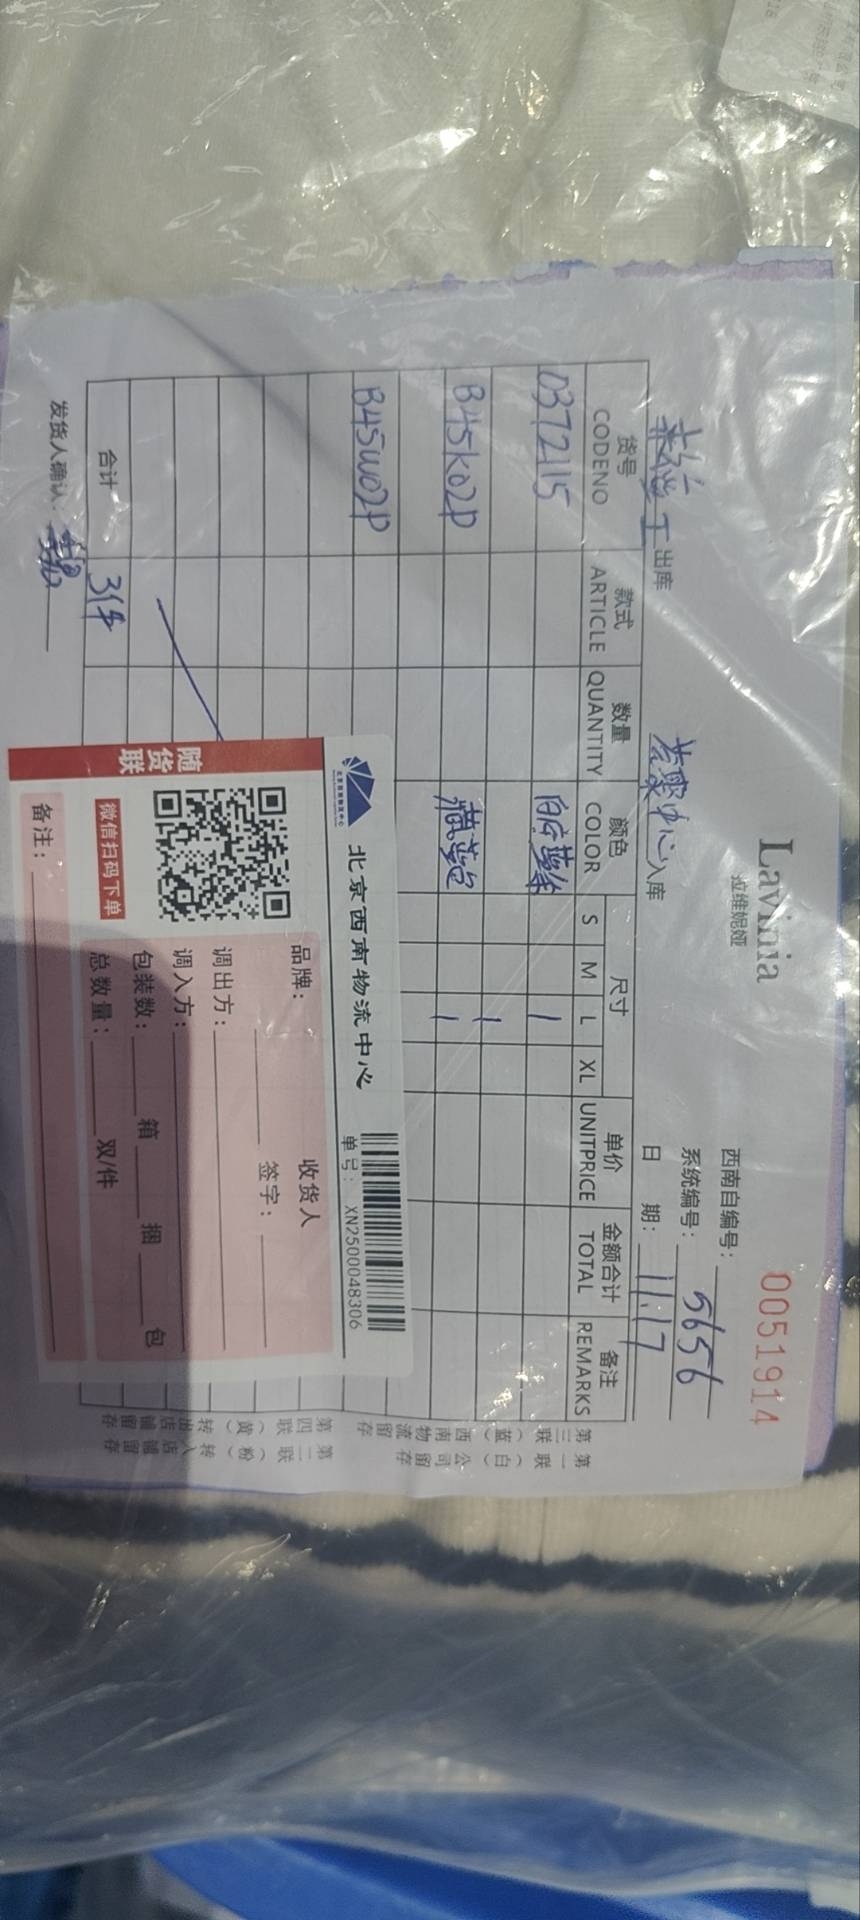 Lavinia
拉维妮娅
0051914
西南自编号：
系统编号： 5656
出库
中心入库
日 期： 11.17
货号 款式 数量 颜色 尺寸 单价 金额合计 备注
CODENO ARTICLE QUANTITY COLOR S M L XL UNITPRICE TOTAL REMARKS
0372115 1
B45K02P 1
藏蓝 1
B45W02P
合计 3件
发货人确认：
第一联（白）公司留存
第二联（粉）转入店铺留存
第三联（蓝）西南物流留存
第四联（黄）转出店铺留存
北京西南物流中心
单号： XN2500048306
品牌：
收货人
签字：
调出方：
调入方：
包装数： 箱 捆 包
总数量： 双/件
备注：
微信扫码下单
随货联